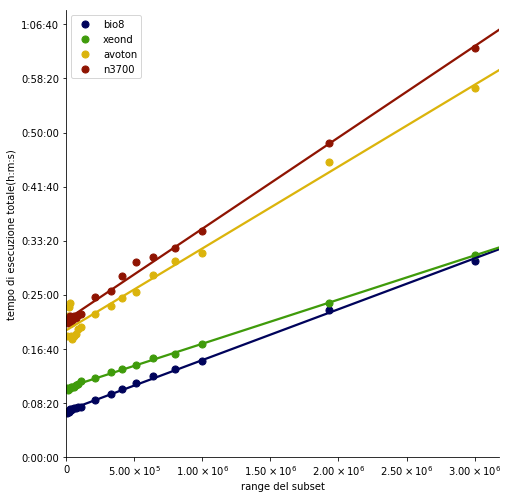 bio8
xeond
avoton
n3700
1:06:40
0:58:20
0:50:00
0:41:40
0:33:20
0:25:00
0:16:40
0:08:20
0:00:00
tempo di esecuzione totale(h:m:s)
0 5.00 × 10⁵ 1.00 × 10⁶ 1.50 × 10⁶ 2.00 × 10⁶ 2.50 × 10⁶ 3.00 × 10⁶
range del subset